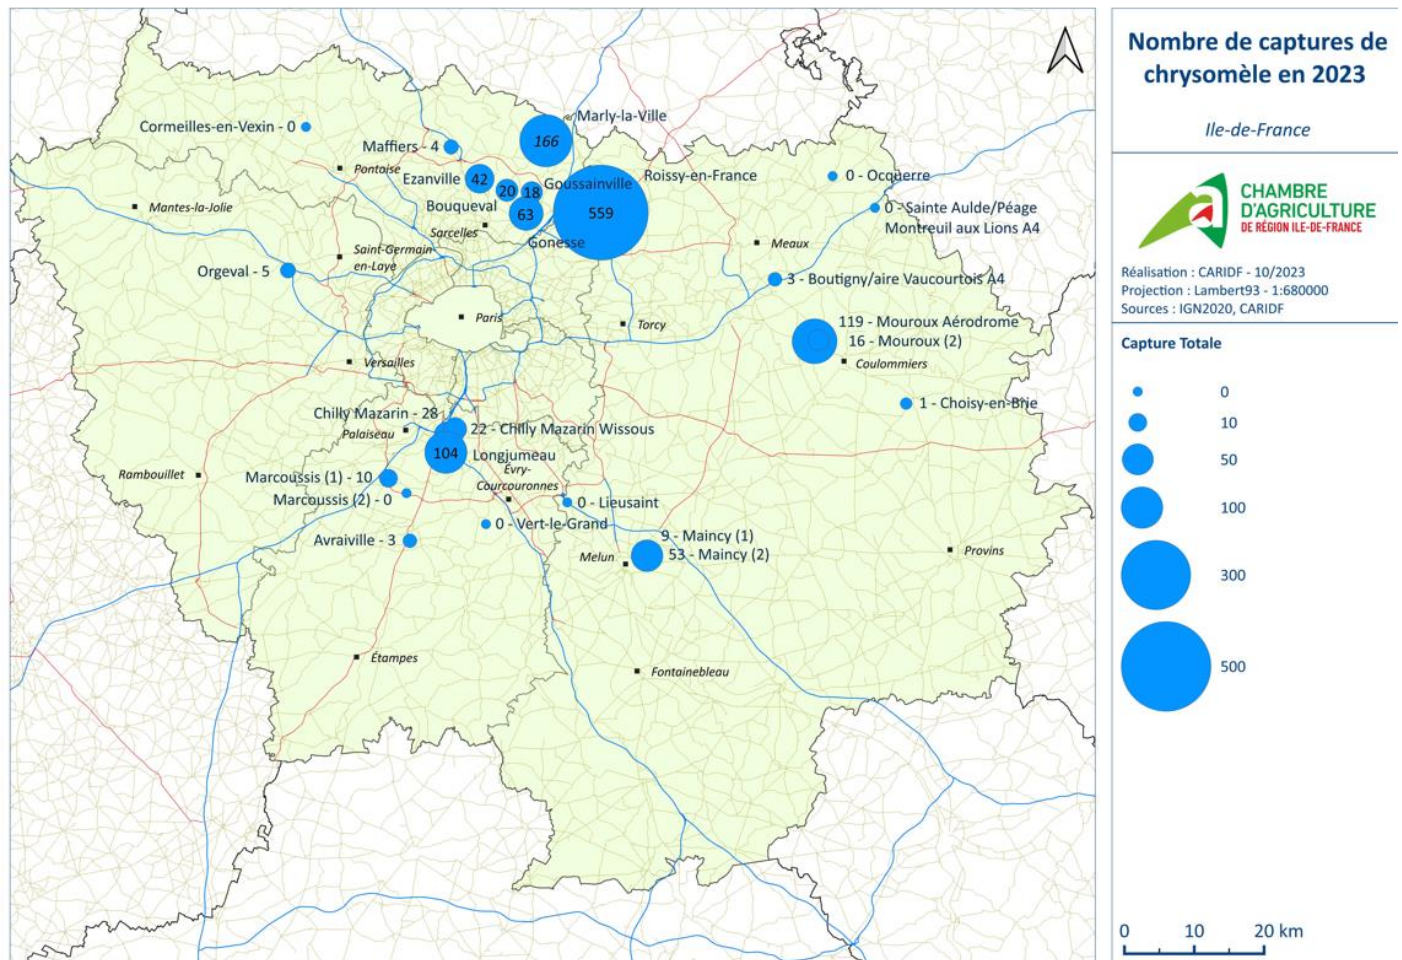 Marly-la-Ville
Cormeilles-en-Vexin - 0
166
Maffiers - 4
Pontoise
Ezanville
42
20
18
Goussainville
Roissy-en-France
0 - Ocquerre
Mantes-la-Jolie
Bouqueval
63
559
0 - Sainte Aulde/Péage
Montreuil aux Lions A4
Sarcelles
Gonesse
Meaux
Saint-Germain
en-Laye
Orgeval - 5
3 - Boutigny/aire Vaucourtois A4
Paris
Torcy
119 - Mouroux Aérodrome
16 - Mouroux (2)
Versailles
Coulommiers
1 - Choisy-en-Brie
Chilly Mazarin - 28
22 - Chilly Mazarin Wissous
Palaiseau
104
Longjumeau
Rambouillet
Évry-
Courcouronnes
Marcoussis (1) - 10
Marcoussis (2) - 0
0 - Lieusaint
0 - Vert-le-Grand
Avraiville - 3
9 - Maincy (1)
53 - Maincy (2)
Melun
Provins
Étampes
Fontainebleau
Nombre de captures de
chrysomèle en 2023
Ile-de-France
CHAMBRE
D'AGRICULTURE
DE RÉGION ILE-DE-FRANCE
Réalisation : CARIDF - 10/2023
Projection : Lambert93 - 1:680000
Sources : IGN2020, CARIDF
Capture Totale
0
10
50
100
300
500
0 10 20 km